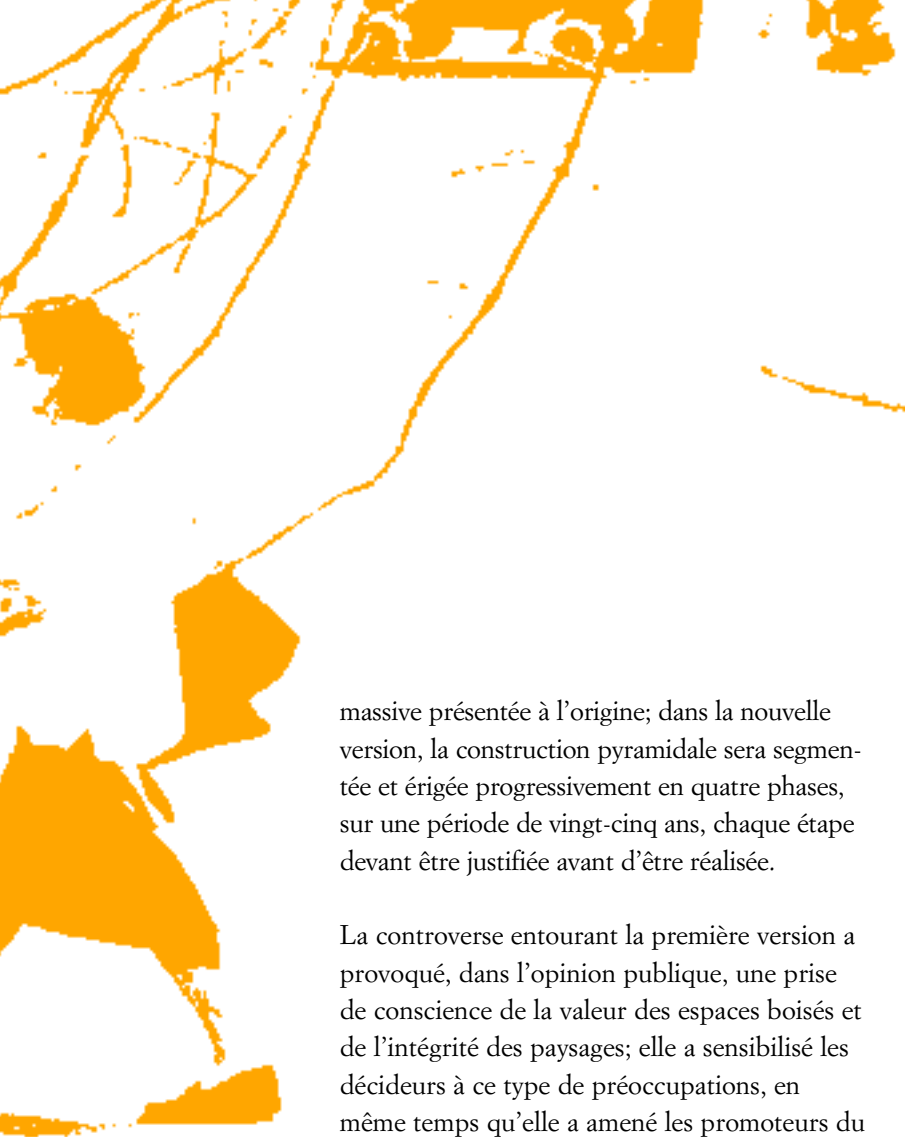 massive présentée à l’origine; dans la nouvelle
version, la construction pyramidale sera segmen-
tée et érigée progressivement en quatre phases,
sur une période de vingt-cinq ans, chaque étape
devant être justifiée avant d’être réalisée.
La controverse entourant la première version a
provoqué, dans l’opinion publique, une prise
de conscience de la valeur des espaces boisés et
de l’intégrité des paysages; elle a sensibilisé les
décideurs à ce type de préoccupations, en
même temps qu’elle a amené les promoteurs du